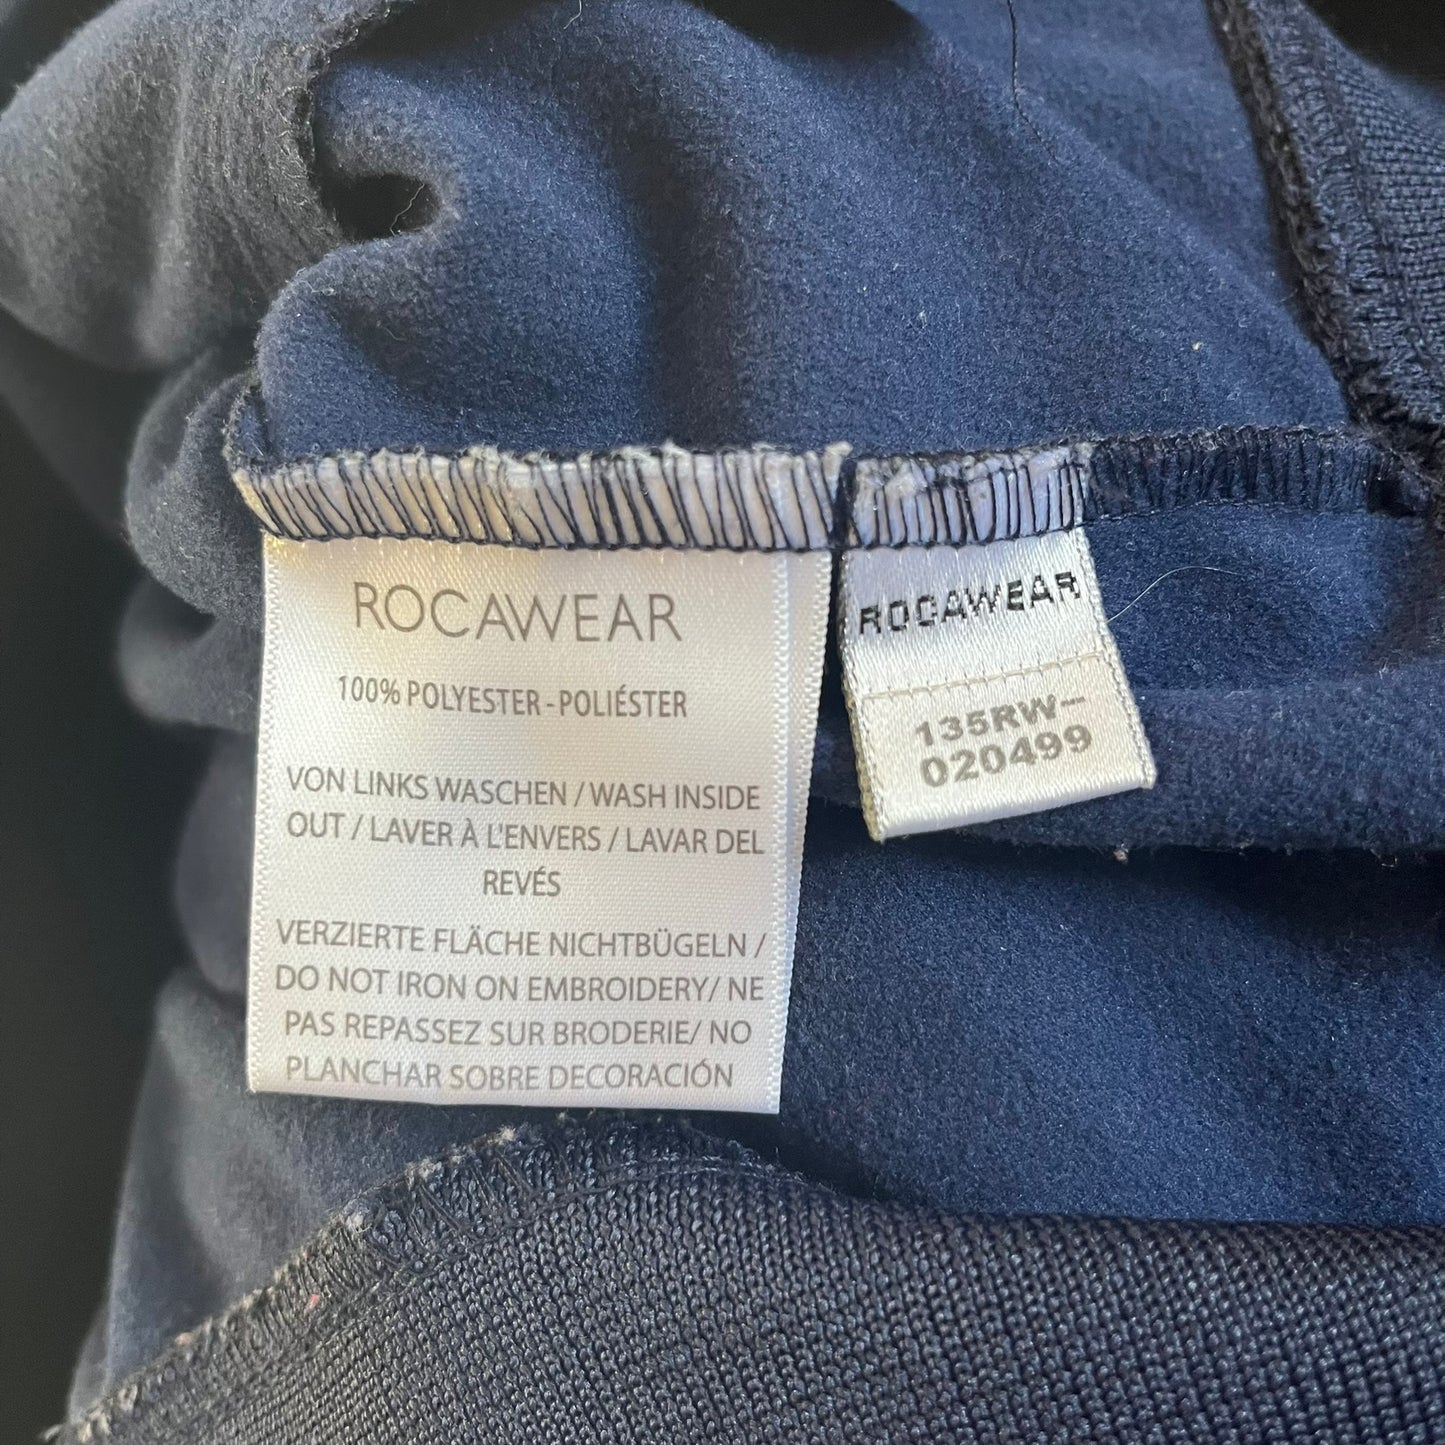 ROCAWEAR
100% POLYESTER - POLIÉSTER
VON LINKS WASCHEN / WASH INSIDE
OUT / LAVER À L'ENVERS / LAVAR DEL
REVÉS
VERZIERTE FLÄCHE NICHTBÜGELN /
DO NOT IRON ON EMBROIDERY/ NE
PAS REPASSEZ SUR BRODERIE/ NO
PLANCHAR SOBRE DECORACIÓN
ROCAWEAR
135RW-
020499